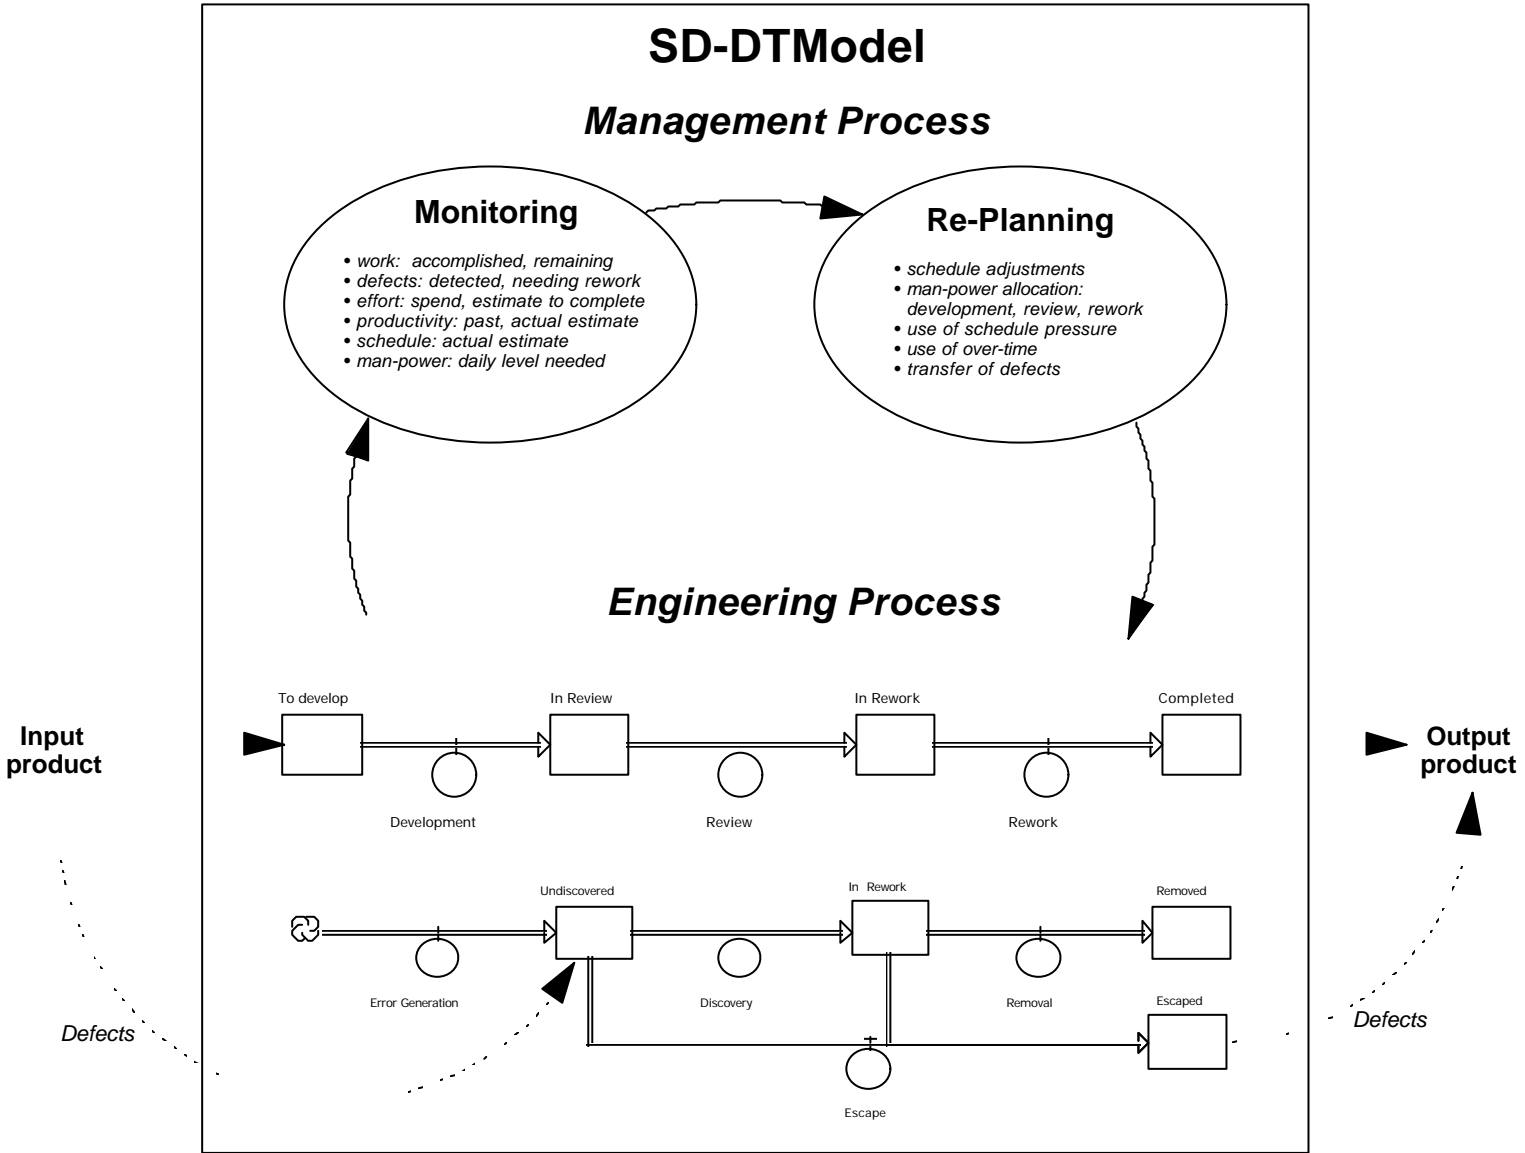 SD-DTModel
Management Process
Monitoring
• work: accomplished, remaining
• defects: detected, needing rework
• effort: spend, estimate to complete
• productivity: past, actual estimate
• schedule: actual estimate
• man-power: daily level needed
Re-Planning
• schedule adjustments
• man-power allocation:
development, review, rework
• use of schedule pressure
• use of over-time
• transfer of defects
Engineering Process
To develop
In Review
In Rework
Completed
Input
product
Output
product
Development
Review
Rework
Undiscovered
In Rework
Removed
Error Generation
Discovery
Removal
Escaped
Defects
Defects
Escape